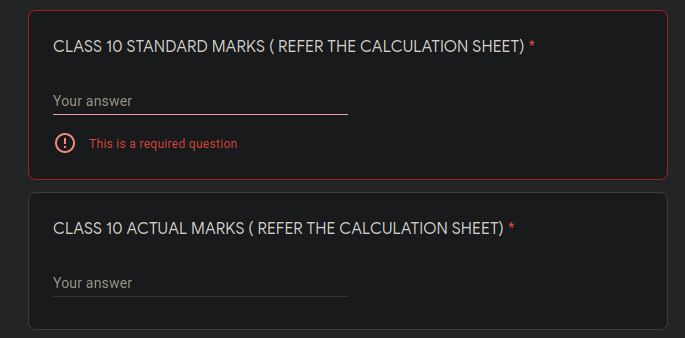 CLASS 10 STANDARD MARKS ( REFER THE CALCULATION SHEET) *
Your answer
This is a required question
CLASS 10 ACTUAL MARKS ( REFER THE CALCULATION SHEET) *
Your answer